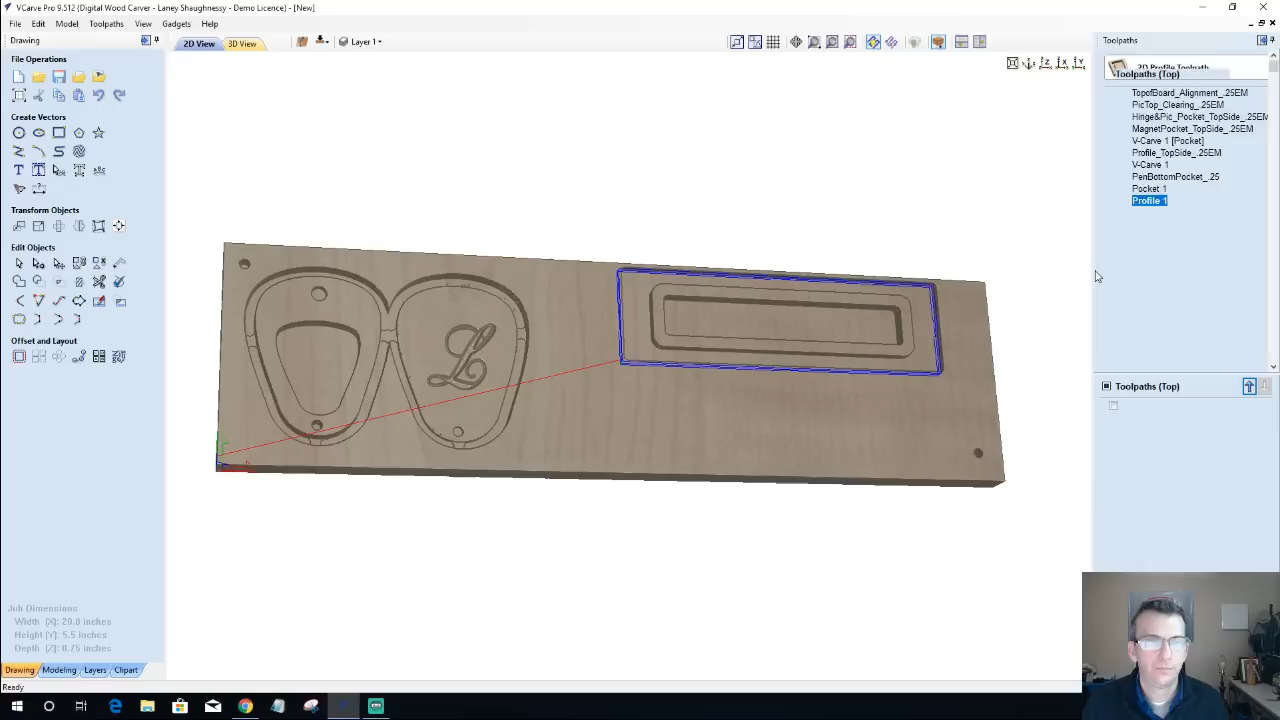 VCarve Pro 9.512 {Digital Wood Carver - Laney Shaughnessy - Demo Licence} - [New]
File Edit Model Toolpaths View Gadgets Help
Drawing
2D View 3D View Layer 1
Toolpaths
File Operations
Create Vectors
Transform Objects
Edit Objects
Offset and Layout
Job Dimensions
Width (X): 20.0 inches
Height (Y): 5.5 inches
Depth (Z): 0.75 inches
Drawing Modeling Layers Clipart
Ready
L
2D Profile Toolpath
Toolpaths (Top)
TopofBoard_Alignment_.25EM
PicTop_Clearing_.25EM
Hinge&Pic_Pocket_TopSide_.25EM
MagnetPocket_TopSide_.25EM
V-Carve 1 [Pocket]
Profile_TopSide_.25EM
V-Carve 1
PenBottomPocket_.25
Pocket 1
Profile 1
Toolpaths (Top)